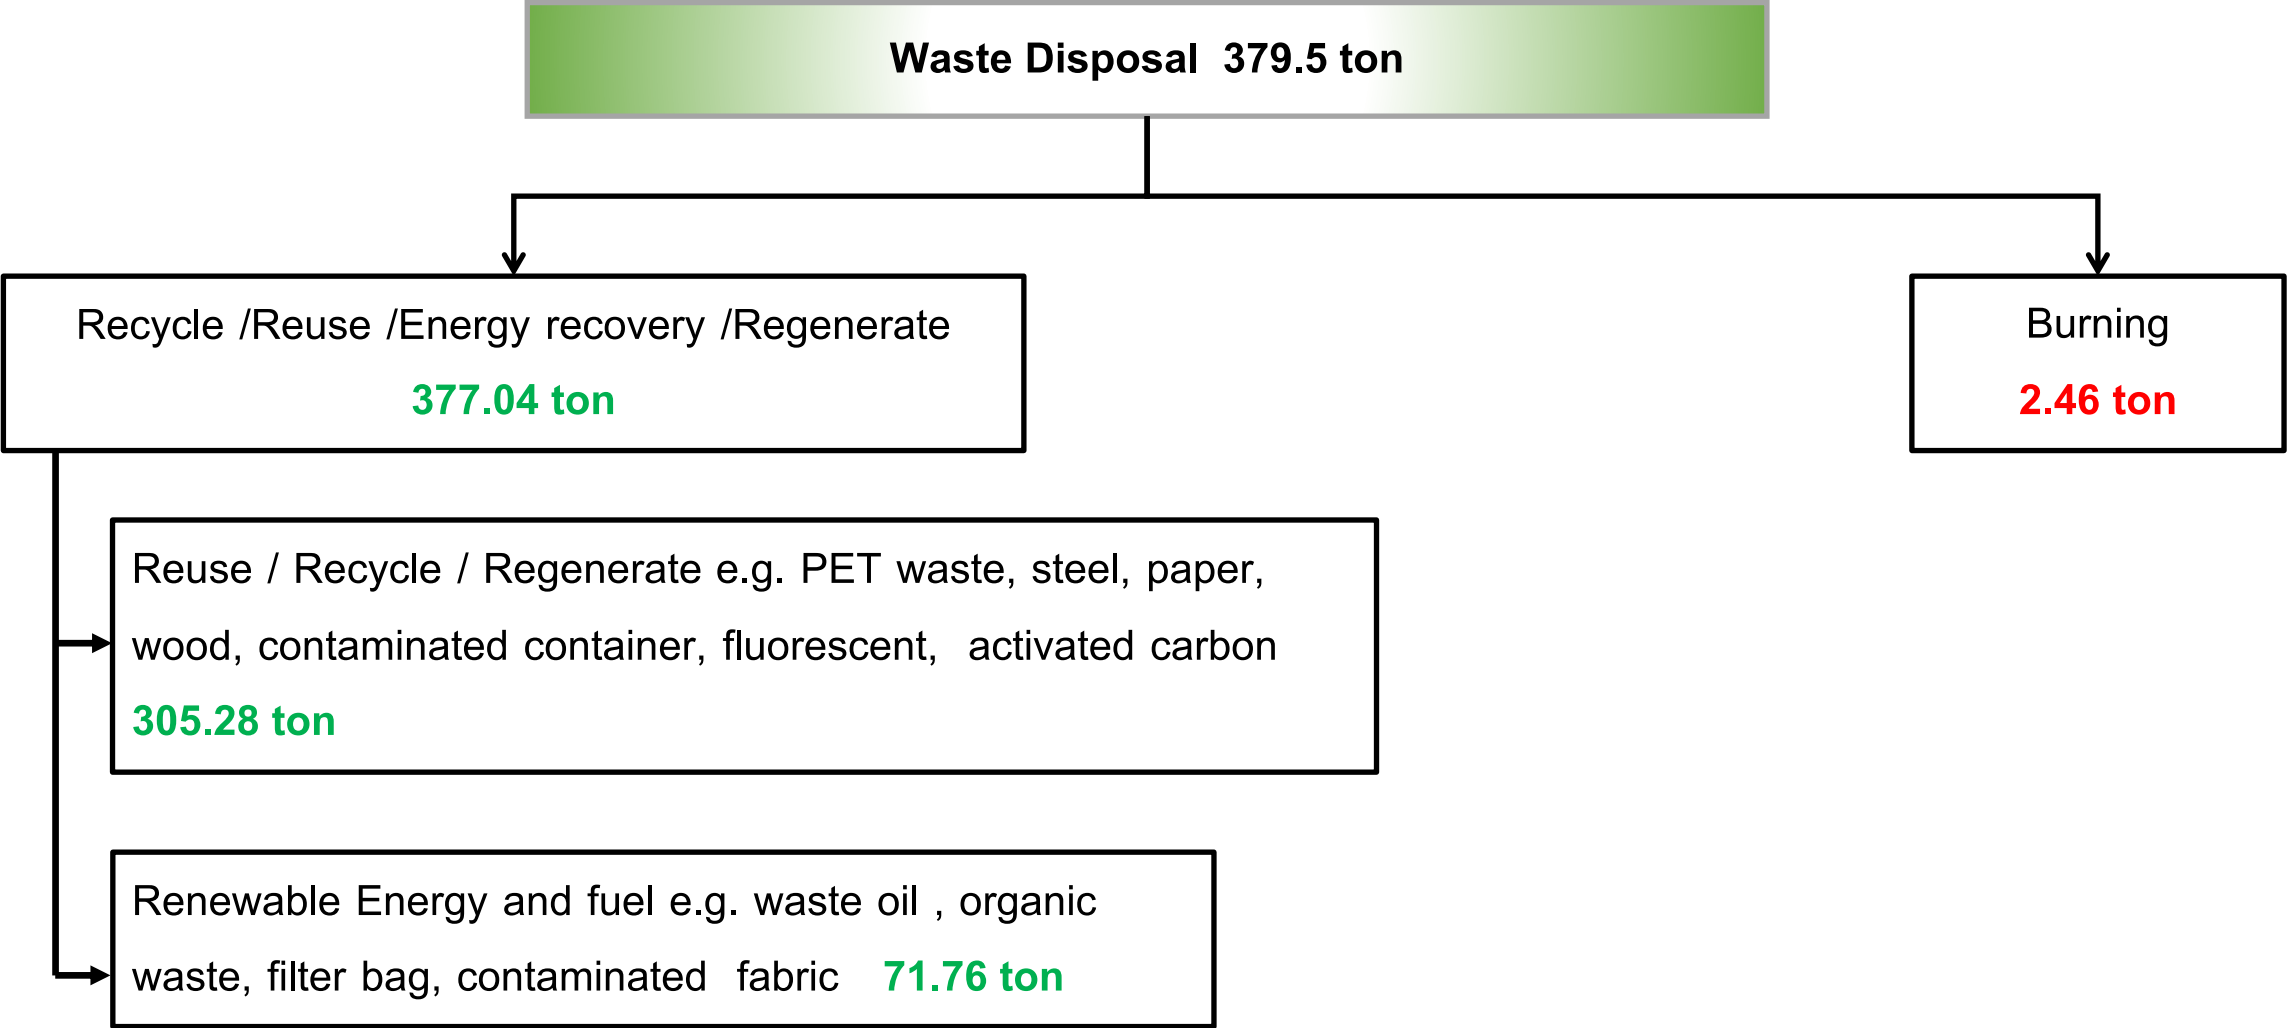 Waste Disposal 379.5 ton
Recycle /Reuse /Energy recovery /Regenerate
377.04 ton
Burning
2.46 ton
Reuse / Recycle / Regenerate e.g. PET waste, steel, paper,
wood, contaminated container, fluorescent, activated carbon
305.28 ton
Renewable Energy and fuel e.g. waste oil , organic
waste, filter bag, contaminated fabric 71.76 ton